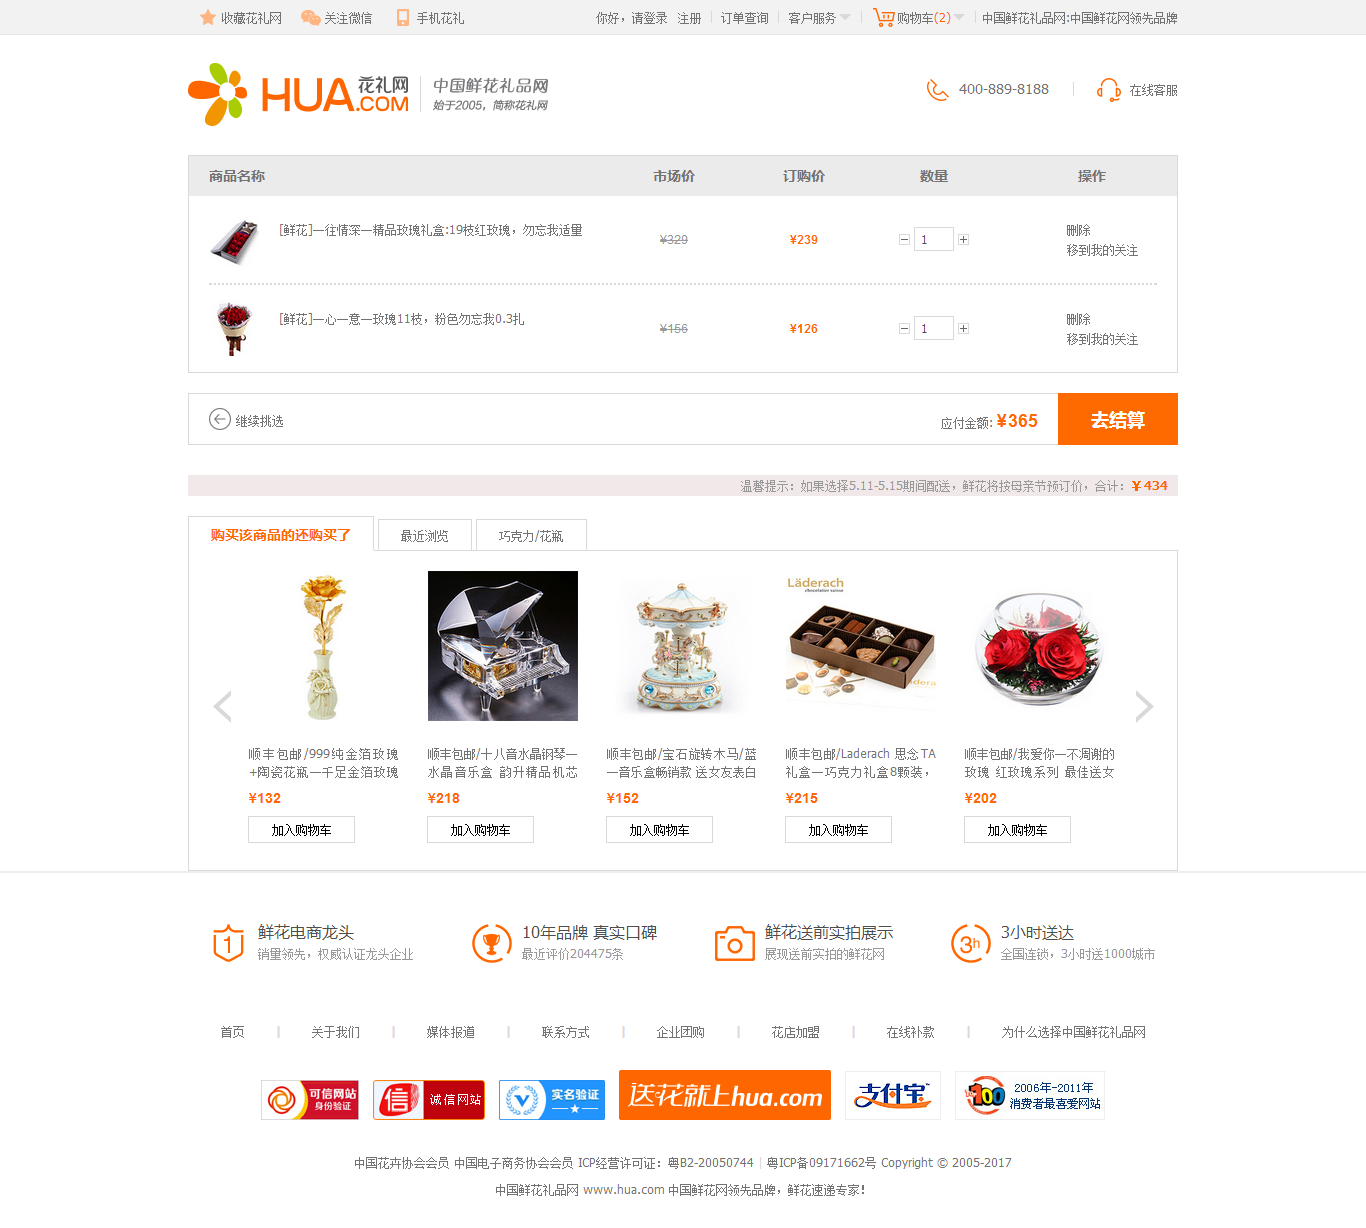 收藏花礼网 关注微信 手机花礼 你好，请登录 注册 订单查询 客户服务 购物车(2) 中国鲜花礼品网:中国鲜花网领先品牌
HUA.COM 花礼网 中国鲜花礼品网
始于2005，简称花礼网
400-889-8188 在线客服
商品名称 市场价 订购价 数量 操作
[鲜花]一往情深—精品玫瑰礼盒:19枝红玫瑰，勿忘我适量 ¥329 ¥239 1 删除
移到我的关注
[鲜花]一心一意—玫瑰11枝，粉色勿忘我0.3扎 ¥156 ¥126 1 删除
移到我的关注
继续挑选 应付金额: ¥365 去结算
温馨提示：如果选择5.11-5.15期间配送，鲜花将按母亲节预订价，合计：¥ 434
购买该商品的还购买了 最近浏览 巧克力/花瓶
Läderach
chocolatier suisse
顺丰包邮/999纯金箔玫瑰 顺丰包邮/十八音水晶钢琴— 顺丰包邮/宝石旋转木马/蓝 顺丰包邮/Laderach 思念TA 顺丰包邮/我爱你—不凋谢的
+陶瓷花瓶—千足金箔玫瑰 水晶音乐盒 韵升精品机芯 —音乐盒畅销款 送女友表白 礼盒—巧克力礼盒8颗装， 玫瑰 红玫瑰系列 最佳送女
¥132 ¥218 ¥152 ¥215 ¥202
加入购物车 加入购物车 加入购物车 加入购物车 加入购物车
1 鲜花电商龙头 10年品牌 真实口碑 鲜花送前实拍展示 3h 3小时送达
销量领先，权威认证龙头企业 最近评价204475条 展现送前实拍的鲜花网 全国连锁，3小时送1000城市
首页 关于我们 媒体报道 联系方式 企业团购 花店加盟 在线补款 为什么选择中国鲜花礼品网
可信网站 身份验证 信 诚信网站 实名验证 送花就上hua.com 支付宝 100 2006年-2011年
消费者最喜爱网站
中国花卉协会会员 中国电子商务协会会员 ICP经营许可证：粤B2-20050744 | 粤ICP备09171662号 Copyright © 2005-2017
中国鲜花礼品网 www.hua.com 中国鲜花网领先品牌，鲜花速递专家！